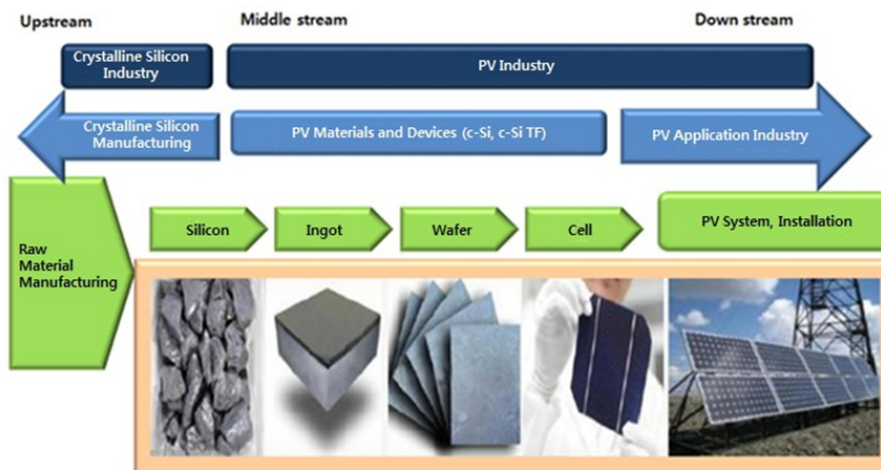 Upstream
Middle stream
Down stream
Crystalline Silicon
Industry
PV Industry
Crystalline Silicon
Manufacturing
PV Materials and Devices (c-Si, c-Si TF)
PV Application Industry
Raw
Material
Manufacturing
Silicon
Ingot
Wafer
Cell
PV System, Installation